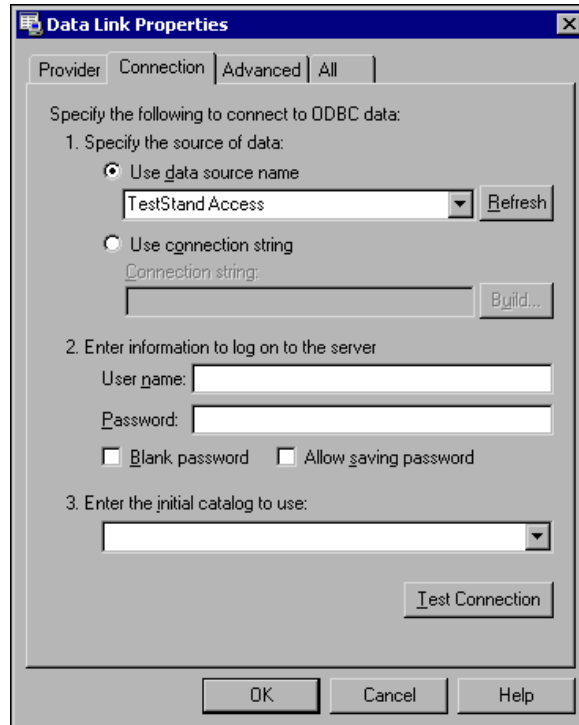 Data Link Properties
Provider Connection Advanced All
Specify the following to connect to ODBC data:
1. Specify the source of data:
Use data source name
TestStand Access Refresh
Use connection string
Connection string:
Build...
2. Enter information to log on to the server
User name:
Password:
Blank password Allow saving password
3. Enter the initial catalog to use:
Test Connection
OK Cancel Help